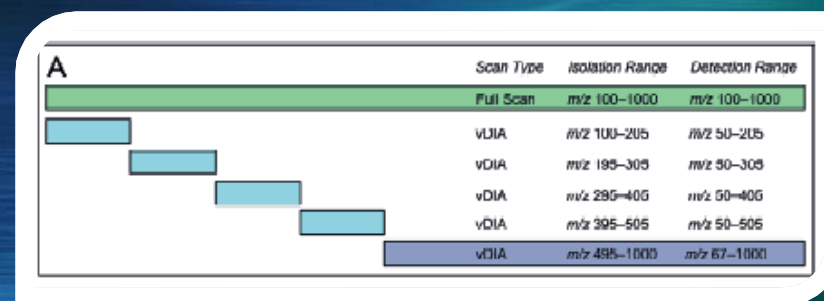 A
Scan Type Isolation Range Detection Range
Full Scan m/z 100–1000 m/z 100–1000
vDIA m/z 100–205 m/z 50–205
vDIA m/z 195–305 m/z 50–305
vDIA m/z 295–405 m/z 50–405
vDIA m/z 395–505 m/z 50–505
vDIA m/z 495–1000 m/z 67–1000